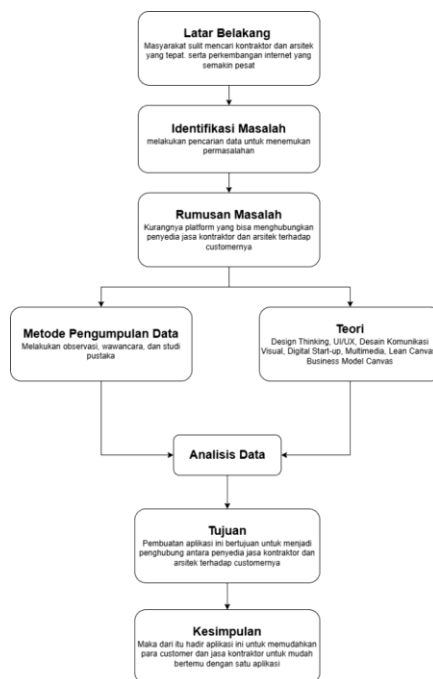 Latar Belakang
Masyarakat sulit mencari kontraktor dan arsitek
yang tepat. serta perkembangan internet yang
semakin pesat
Identifikasi Masalah
melakukan pencarian data untuk menemukan
permasalahan
Rumusan Masalah
Kurangnya platform yang bisa menghubungkan
penyedia jasa kontraktor dan arsitek terhadap
customernya
Metode Pengumpulan Data
Melakukan observasi, wawancara, dan studi
pustaka
Teori
Design Thinking, UI/UX, Desain Komunikasi
Visual, Digital Start-up, Multimedia, Lean Canvas
Business Model Canvas
Analisis Data
Tujuan
Pembuatan aplikasi ini bertujuan untuk menjadi
penghubung antara penyedia jasa kontraktor dan
arsitek terhadap customernya
Kesimpulan
Maka dari itu hadir aplikasi ini untuk memudahkan
para customer dan jasa kontraktor untuk mudah
bertemu dengan satu aplikasi